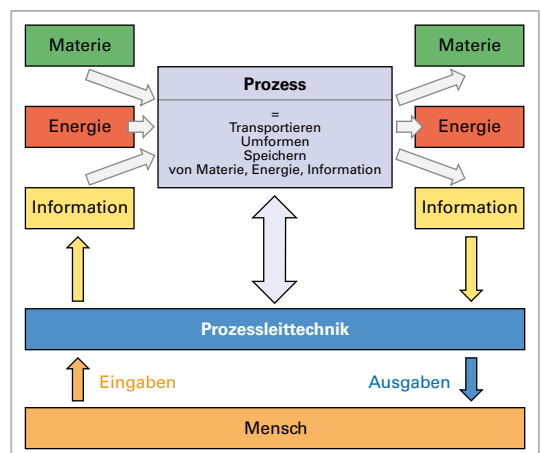 Materie
Materie
Prozess
=
Transportieren
Umformen
Speichern
von Materie, Energie, Information
Energie
Energie
Information
Information
Prozessleittechnik
Eingaben
Ausgaben
Mensch